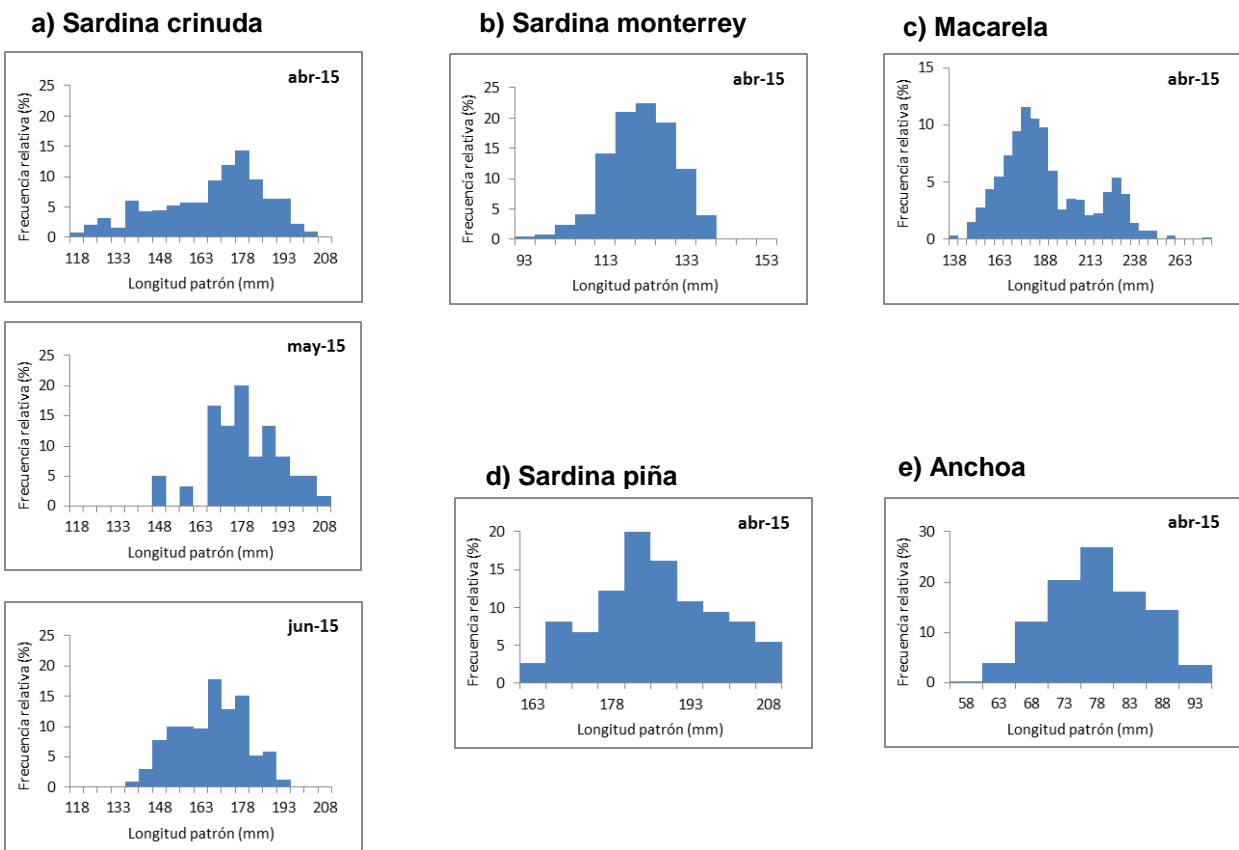 a) Sardina crinuda
abr-15
Frecuencia relativa (%)
25
20
15
10
5
0
118 133 148 163 178 193 208
Longitud patrón (mm)
may-15
Frecuencia relativa (%)
25
20
15
10
5
0
118 133 148 163 178 193 208
Longitud patrón (mm)
jun-15
Frecuencia relativa (%)
25
20
15
10
5
0
118 133 148 163 178 193 208
Longitud patrón (mm)
b) Sardina monterrey
abr-15
Frecuencia relativa (%)
25
20
15
10
5
0
93 113 133 153
Longitud patrón (mm)
c) Macarela
abr-15
Frecuencia relativa (%)
15
10
5
0
138 163 188 213 238 263
Longitud patrón (mm)
d) Sardina piña
abr-15
Frecuencia relativa (%)
20
15
10
5
0
163 178 193 208
Longitud patrón (mm)
e) Anchoa
abr-15
Frecuencia relativa (%)
30
20
10
0
58 63 68 73 78 83 88 93
Longitud patrón (mm)